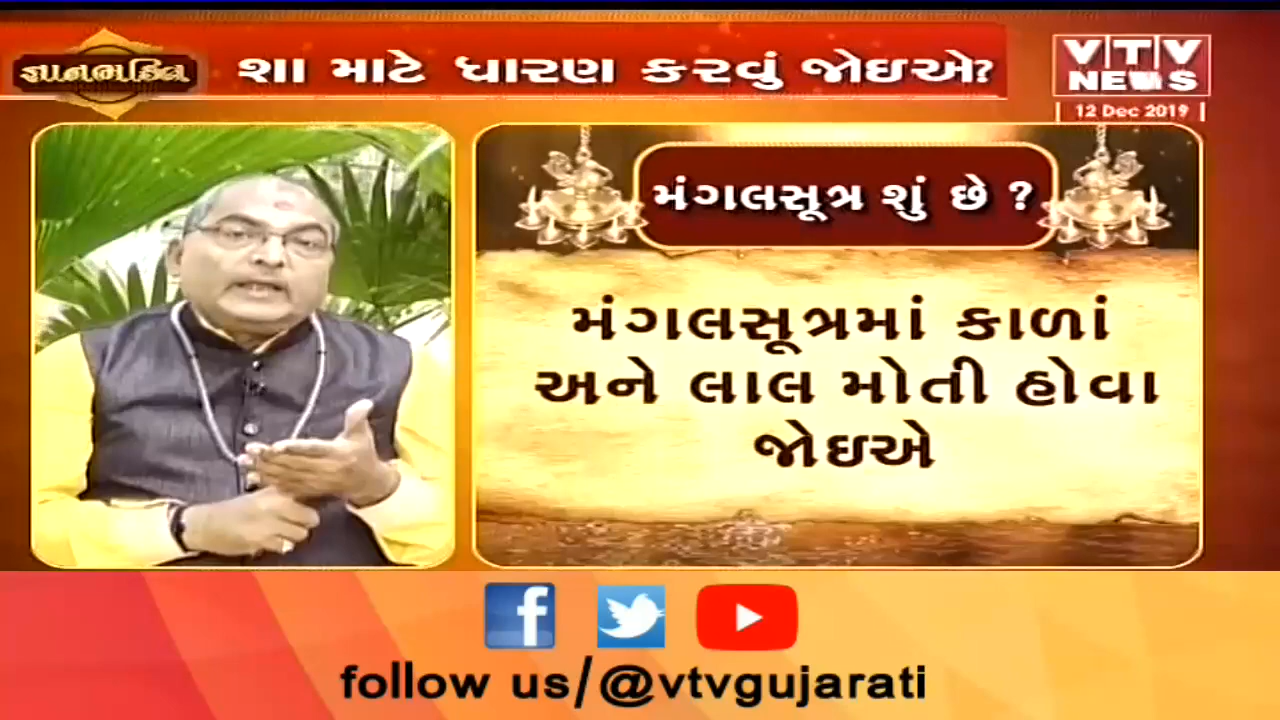 જ્ઞાનભક્તિ
શા માટે ધારણ કરવું જોઇએ?
VTV
NEWS
12 Dec 2019
મંગલસૂત્ર શું છે ?
મંગલસૂત્રમાં કાળાં
અને લાલ મોતી હોવા
જોઇએ
follow us/@vtvgujarati